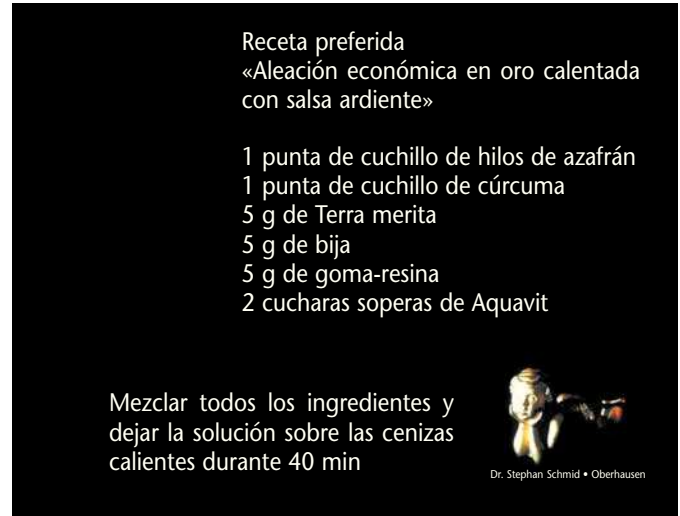 Receta preferida
«Aleación económica en oro calentada
con salsa ardiente»
1 punta de cuchillo de hilos de azafrán
1 punta de cuchillo de cúrcuma
5 g de Terra merita
5 g de bija
5 g de goma-resina
2 cucharas soperas de Aquavit
Mezclar todos los ingredientes y
dejar la solución sobre las cenizas
calientes durante 40 min
Dr. Stephan Schmid • Oberhausen